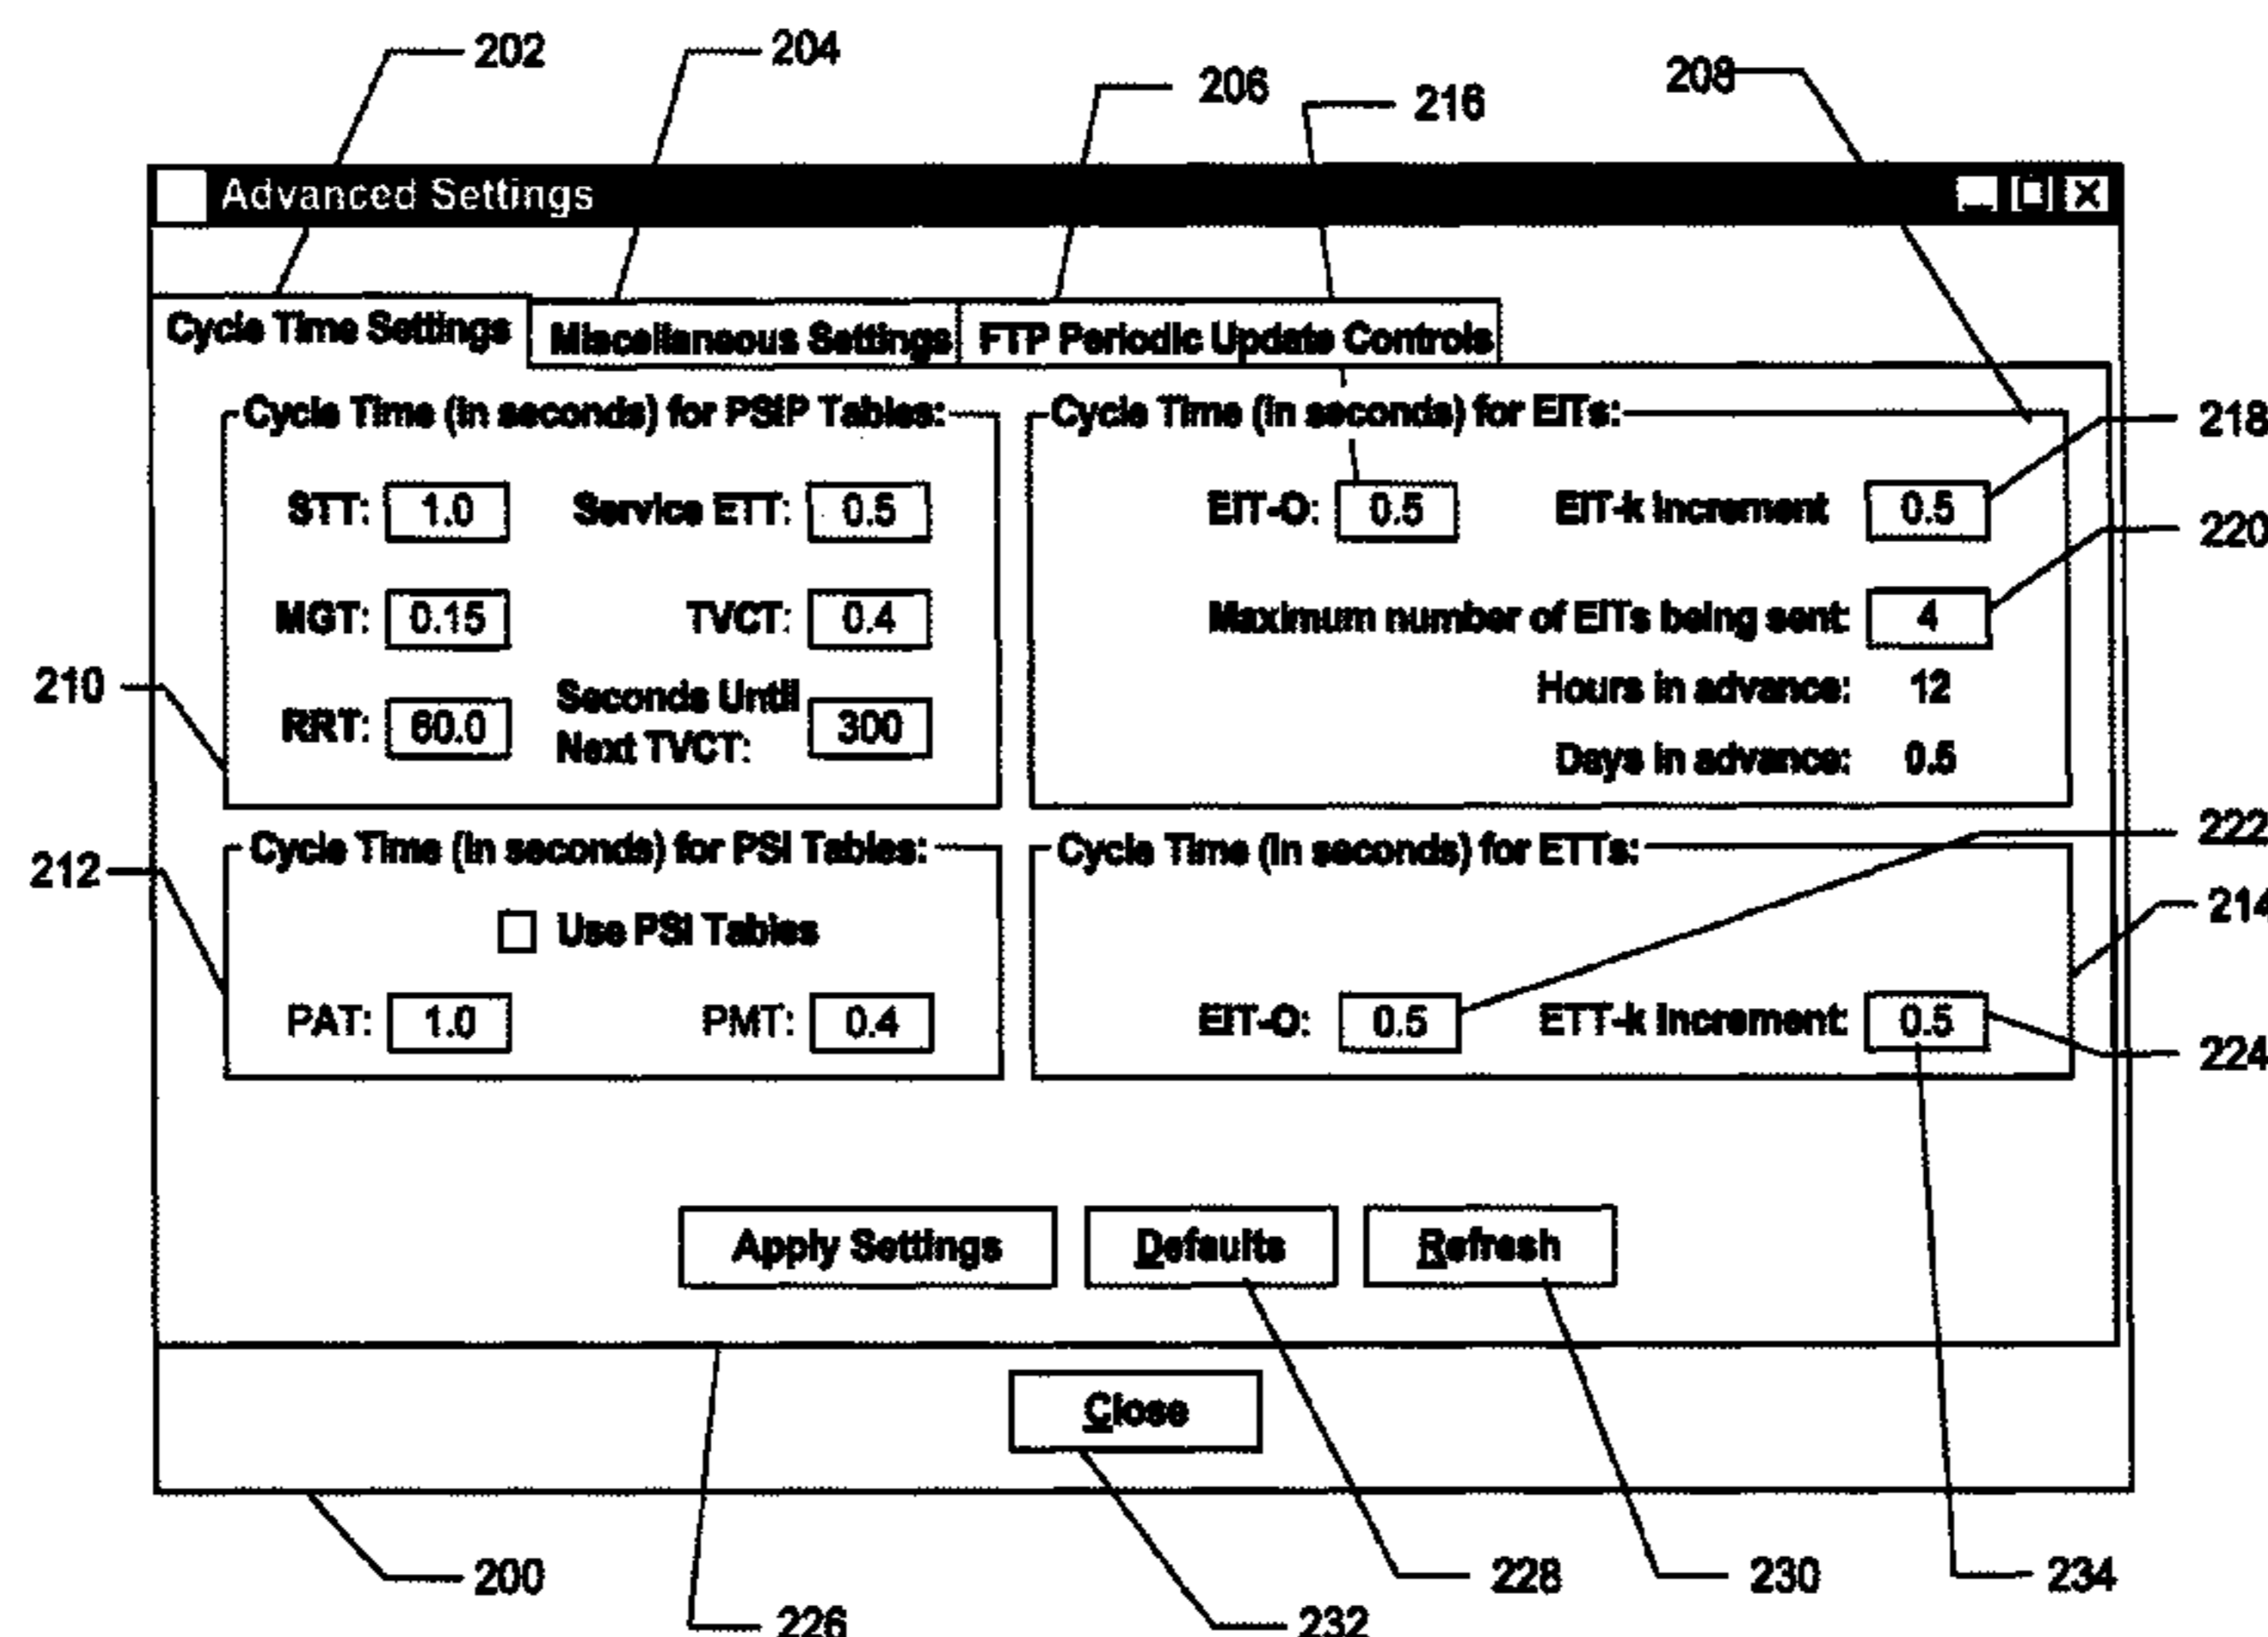 202
204
206
216
208
Advanced Settings
Cycle Time Settings
Miscellaneous Settings
FTP Periodic Update Controls
Cycle Time (in seconds) for PSIP Tables:
STT: 1.0
Service ETT: 0.5
MGT: 0.15
TVCT: 0.4
RRT: 60.0
Seconds Until
Next TVCT:
300
Cycle Time (in seconds) for EITs:
EIT-O: 0.5
EIT-k Increment 0.5
Maximum number of EITs being sent: 4
Hours in advance: 12
Days in advance: 0.5
218
220
210
Cycle Time (in seconds) for PSI Tables:
Use PSI Tables
PAT: 1.0
PMT: 0.4
212
Cycle Time (in seconds) for ETTs:
EIT-O: 0.5
ETT-k Increment: 0.5
222
214
224
Apply Settings
Defaults
Refresh
Close
200
226
232
228
230
234